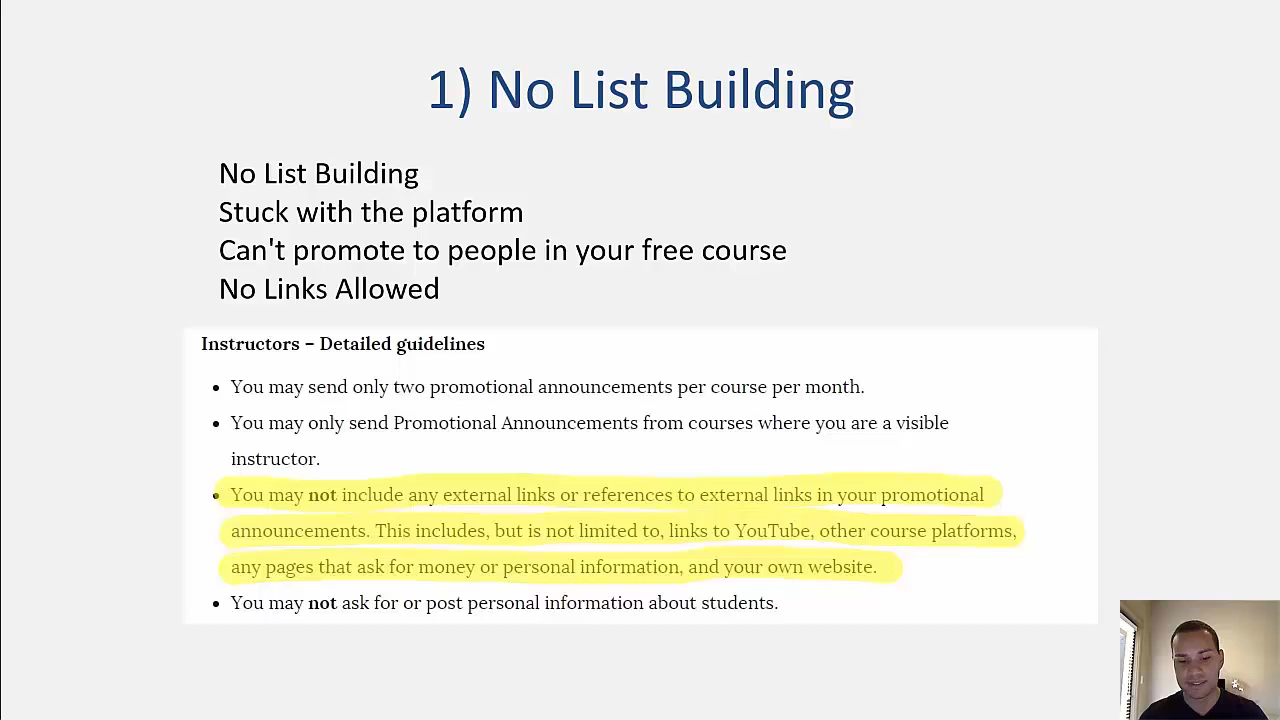 1) No List Building
No List Building
Stuck with the platform
Can't promote to people in your free course
No Links Allowed
Instructors – Detailed guidelines
• You may send only two promotional announcements per course per month.
• You may only send Promotional Announcements from courses where you are a visible
instructor.
• You may not include any external links or references to external links in your promotional
announcements. This includes, but is not limited to, links to YouTube, other course platforms,
any pages that ask for money or personal information, and your own website.
• You may not ask for or post personal information about students.